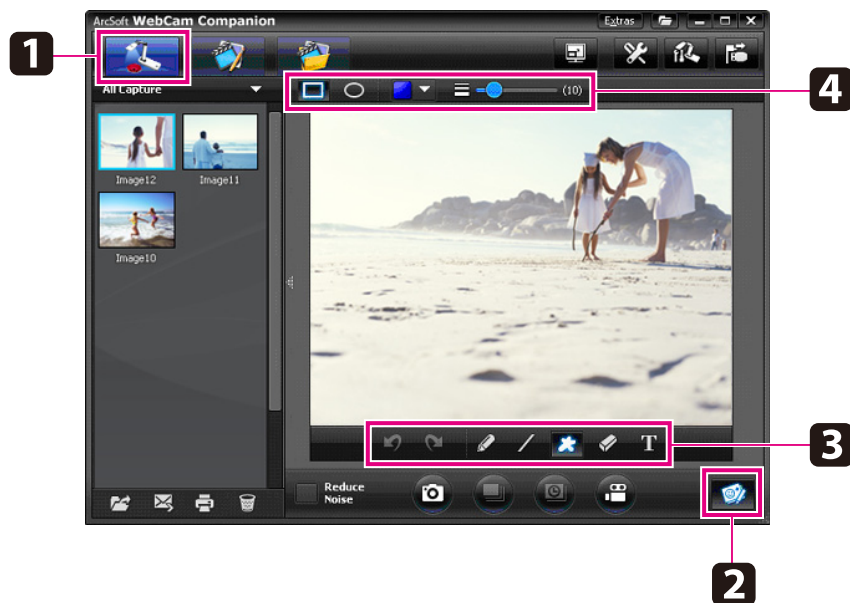 ArcSoft WebCam Companion
Extras
1
All Capture
(10)
4
Image12
Image11
Image10
T
3
Reduce
Noise
2